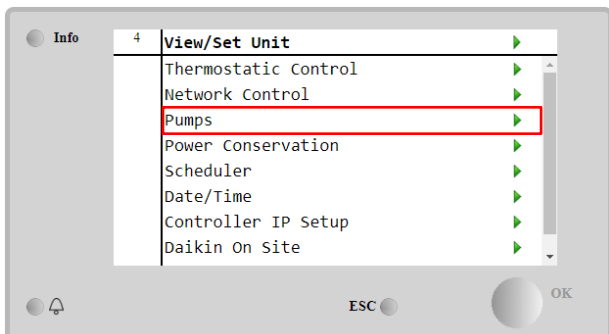 Info
4 View/Set Unit
Thermostatic Control
Network Control
Pumps
Power Conservation
Scheduler
Date/Time
Controller IP Setup
Daikin On Site
ESC
OK